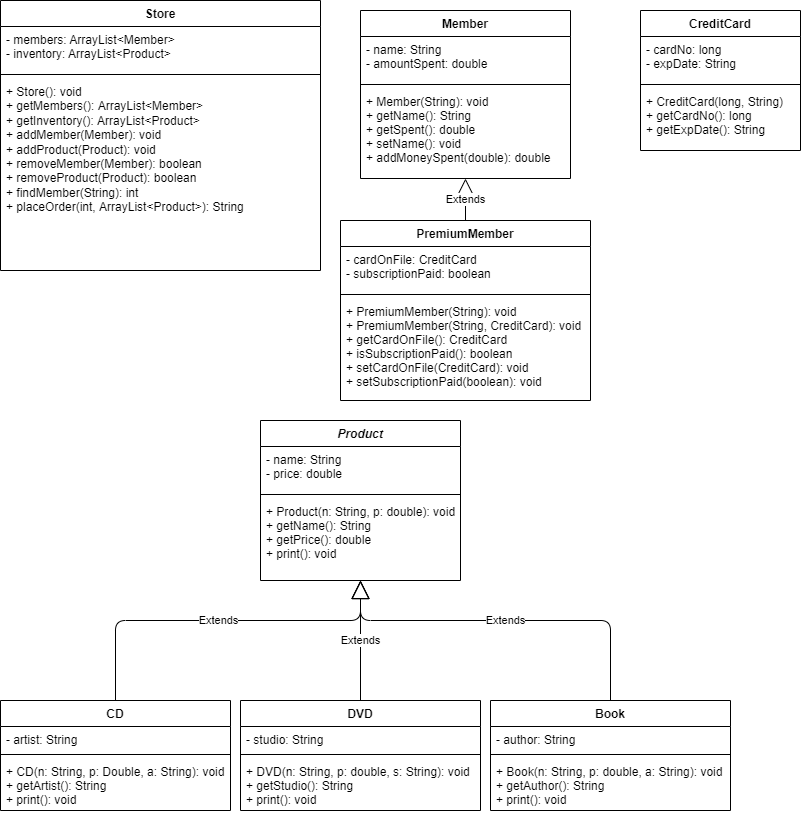 Store
- members: ArrayList<Member>
- inventory: ArrayList<Product>
+ Store(): void
+ getMembers(): ArrayList<Member>
+ getInventory(): ArrayList<Product>
+ addMember(Member): void
+ addProduct(Product): void
+ removeMember(Member): boolean
+ removeProduct(Product): boolean
+ findMember(String): int
+ placeOrder(int, ArrayList<Product>): String
Member
- name: String
- amountSpent: double
+ Member(String): void
+ getName(): String
+ getSpent(): double
+ setName(): void
+ addMoneySpent(double): double
CreditCard
- cardNo: long
- expDate: String
+ CreditCard(long, String)
+ getCardNo(): long
+ getExpDate(): String
Extends
PremiumMember
- cardOnFile: CreditCard
- subscriptionPaid: boolean
+ PremiumMember(String): void
+ PremiumMember(String, CreditCard): void
+ getCardOnFile(): CreditCard
+ isSubscriptionPaid(): boolean
+ setCardOnFile(CreditCard): void
+ setSubscriptionPaid(boolean): void
Product
- name: String
- price: double
+ Product(n: String, p: double): void
+ getName(): String
+ getPrice(): double
+ print(): void
Extends
Extends
Extends
CD
- artist: String
+ CD(n: String, p: Double, a: String): void
+ getArtist(): String
+ print(): void
DVD
- studio: String
+ DVD(n: String, p: double, s: String): void
+ getStudio(): String
+ print(): void
Book
- author: String
+ Book(n: String, p: double, a: String): void
+ getAuthor(): String
+ print(): void